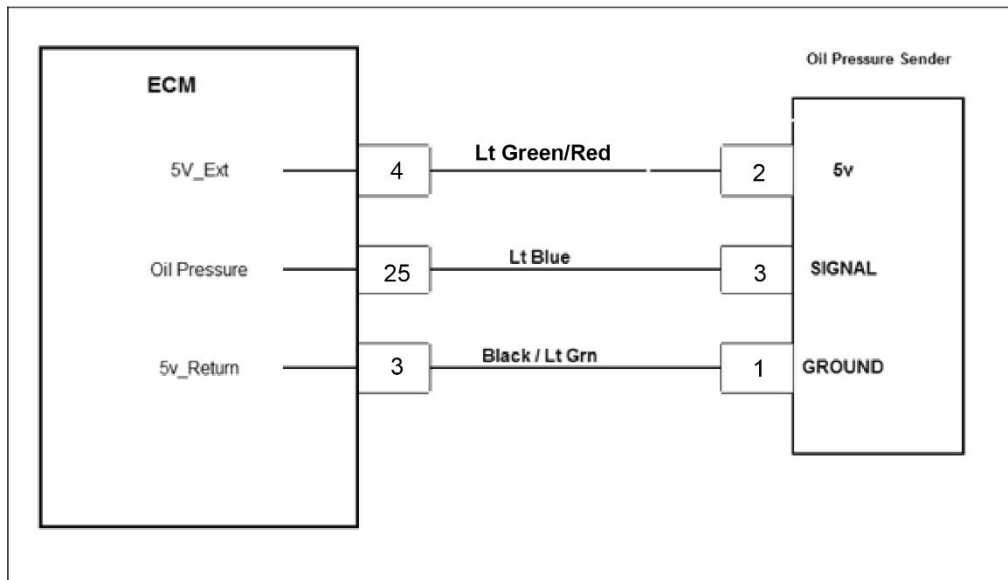 Oil Pressure Sender
ECM
5V_Ext
4
Lt Green/Red
2
5v
Oil Pressure
25
Lt Blue
3
SIGNAL
5v_Return
3
Black / Lt Grn
1
GROUND